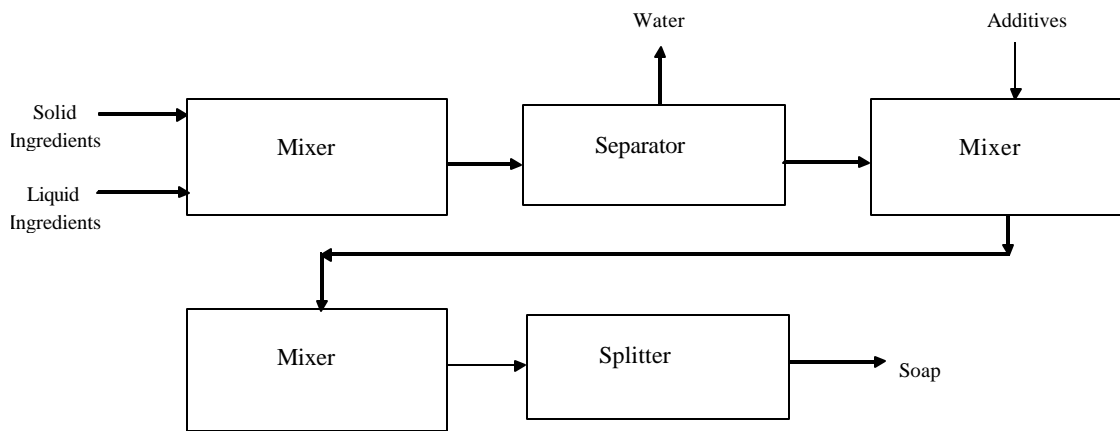 Water
Additives
Solid
Ingredients
Mixer
Separator
Mixer
Liquid
Ingredients
Mixer
Splitter
Soap